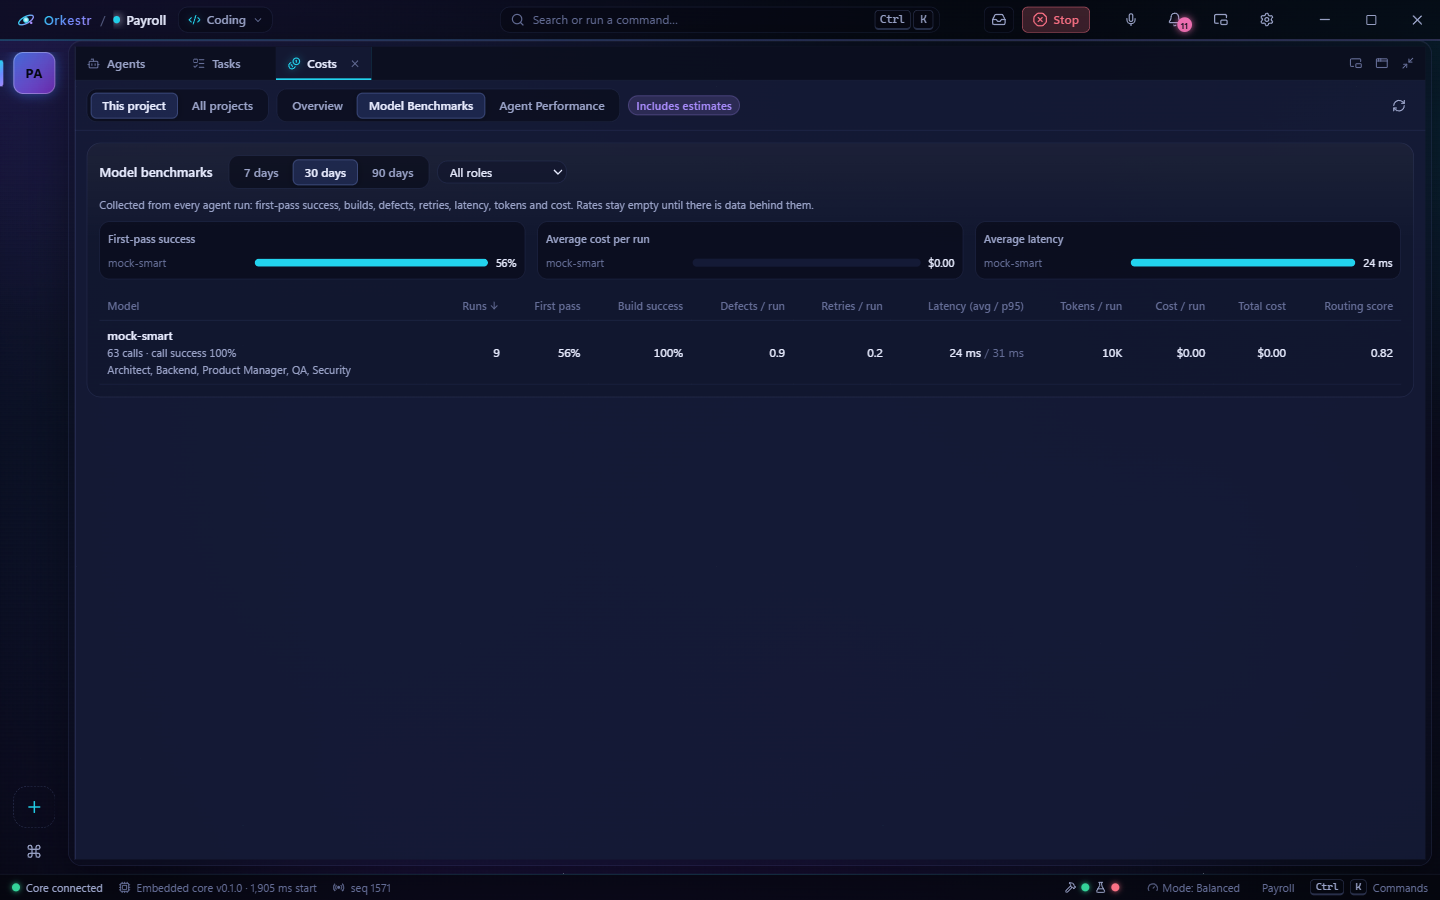 Orkestr / Payroll Coding Search or run a command... Ctrl K Stop 11
PA
Agents Tasks Costs
This project All projects Overview Model Benchmarks Agent Performance Includes estimates
Model benchmarks 7 days 30 days 90 days All roles
Collected from every agent run: first-pass success, builds, defects, retries, latency, tokens and cost. Rates stay empty until there is data behind them.
First-pass success Average cost per run Average latency
mock-smart 56% mock-smart $0.00 mock-smart 24 ms
Model Runs ↓ First pass Build success Defects / run Retries / run Latency (avg / p95) Tokens / run Cost / run Total cost Routing score
mock-smart
63 calls · call success 100% 9 56% 100% 0.9 0.2 24 ms / 31 ms 10K $0.00 $0.00 0.82
Architect, Backend, Product Manager, QA, Security
Core connected Embedded core v0.1.0 · 1,905 ms start seq 1571 Mode: Balanced Payroll Ctrl K Commands